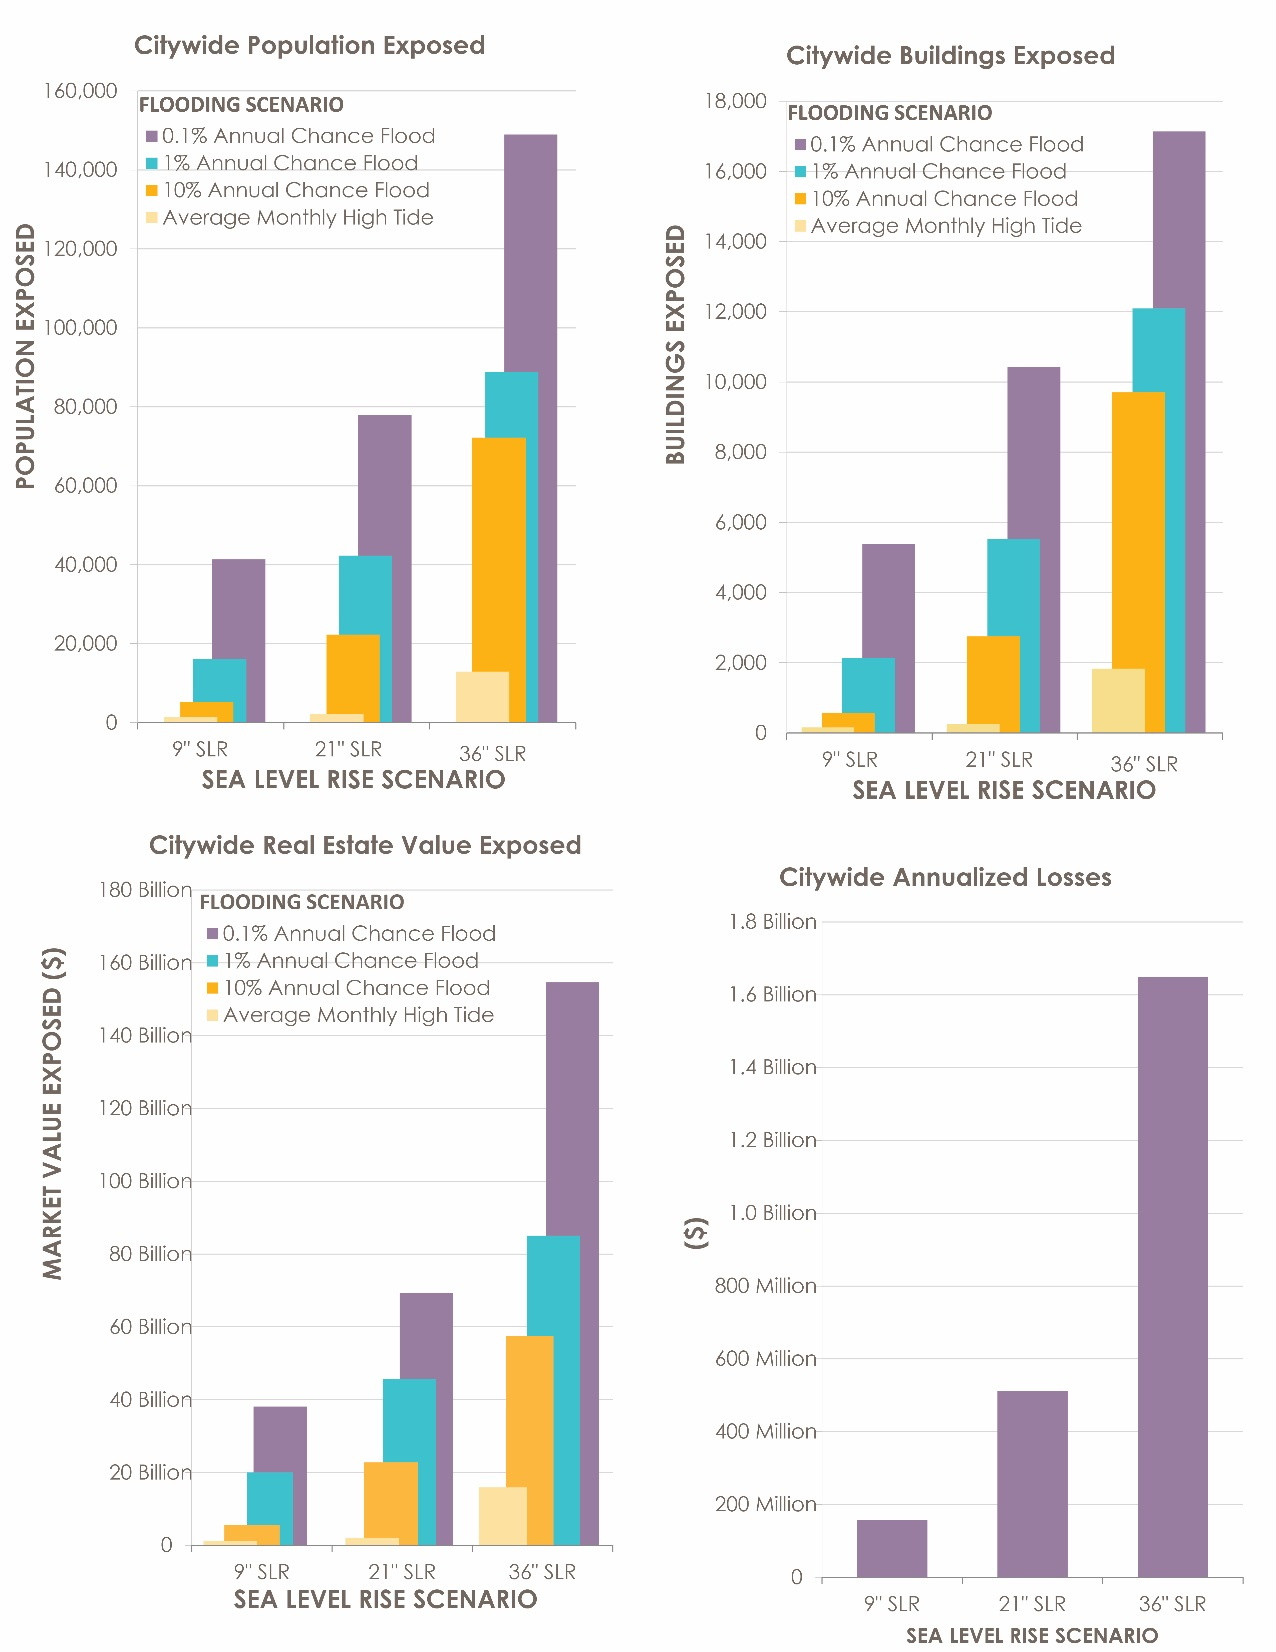 Citywide Population Exposed
160,000
FLOODING SCENARIO
0.1% Annual Chance Flood
1% Annual Chance Flood
10% Annual Chance Flood
Average Monthly High Tide
140,000
120,000
100,000
80,000
60,000
40,000
20,000
0
POPULATION EXPOSED
9" SLR
21" SLR
36" SLR
SEA LEVEL RISE SCENARIO
Citywide Buildings Exposed
18,000
FLOODING SCENARIO
0.1% Annual Chance Flood
1% Annual Chance Flood
10% Annual Chance Flood
Average Monthly High Tide
16,000
14,000
12,000
10,000
8,000
6,000
4,000
2,000
0
BUILDINGS EXPOSED
9" SLR
21" SLR
36" SLR
SEA LEVEL RISE SCENARIO
Citywide Real Estate Value Exposed
180 Billion
FLOODING SCENARIO
0.1% Annual Chance Flood
1% Annual Chance Flood
10% Annual Chance Flood
Average Monthly High Tide
160 Billion
140 Billion
120 Billion
100 Billion
80 Billion
60 Billion
40 Billion
20 Billion
0
MARKET VALUE EXPOSED ($)
9" SLR
21" SLR
36" SLR
SEA LEVEL RISE SCENARIO
Citywide Annualized Losses
1.8 Billion
1.6 Billion
1.4 Billion
1.2 Billion
1.0 Billion
800 Million
600 Million
400 Million
200 Million
0
($)
9" SLR
21" SLR
36" SLR
SEA LEVEL RISE SCENARIO